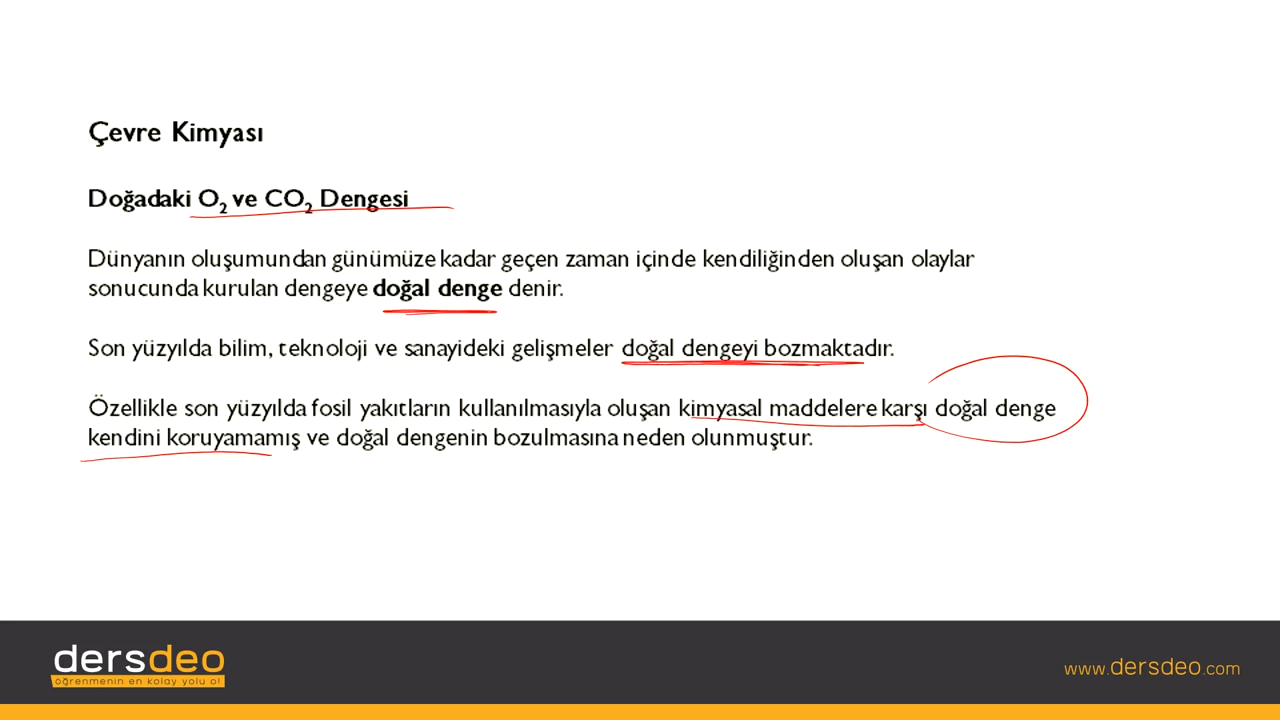 Çevre Kimyası
Doğadaki O₂ ve CO₂ Dengesi
Dünyanın oluşumundan günümüze kadar geçen zaman içinde kendiliğinden oluşan olaylar
sonucunda kurulan dengeye doğal denge denir.
Son yüzyılda bilim, teknoloji ve sanayideki gelişmeler doğal dengeyi bozmaktadır.
Özellikle son yüzyılda fosil yakıtların kullanılmasıyla oluşan kimyasal maddelere karşı doğal denge
kendini koruyamamış ve doğal dengenin bozulmasına neden olunmuştur.
dersdeo
öğrenmenin en kolay yolu o!
www.dersdeo.com